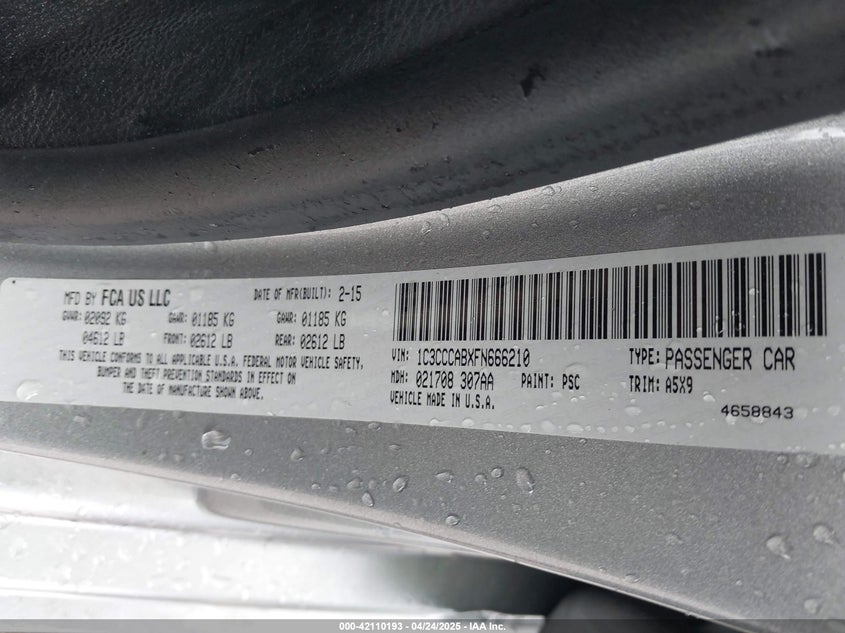 MFD BY FCA US LLC DATE OF MFR(BUILT): 2-15
GVWR: 02092 KG GAWR: 01185 KG GAWR: 01185 KG
04612 LB FRONT: 02612 LB REAR: 02612 LB
THIS VEHICLE CONFORMS TO ALL APPLICABLE U.S.A. FEDERAL MOTOR VEHICLE SAFETY,
BUMPER AND THEFT PREVENTION STANDARDS IN EFFECT ON
THE DATE OF MANUFACTURE SHOWN ABOVE.
VIN: 1C3CCCABXFN666210 TYPE: PASSENGER CAR
MDH: 021708 307AA PAINT: PSC TRIM: A5X9
VEHICLE MADE IN U.S.A.
4658843
000-42110193 - 04/24/2025 - IAA Inc.